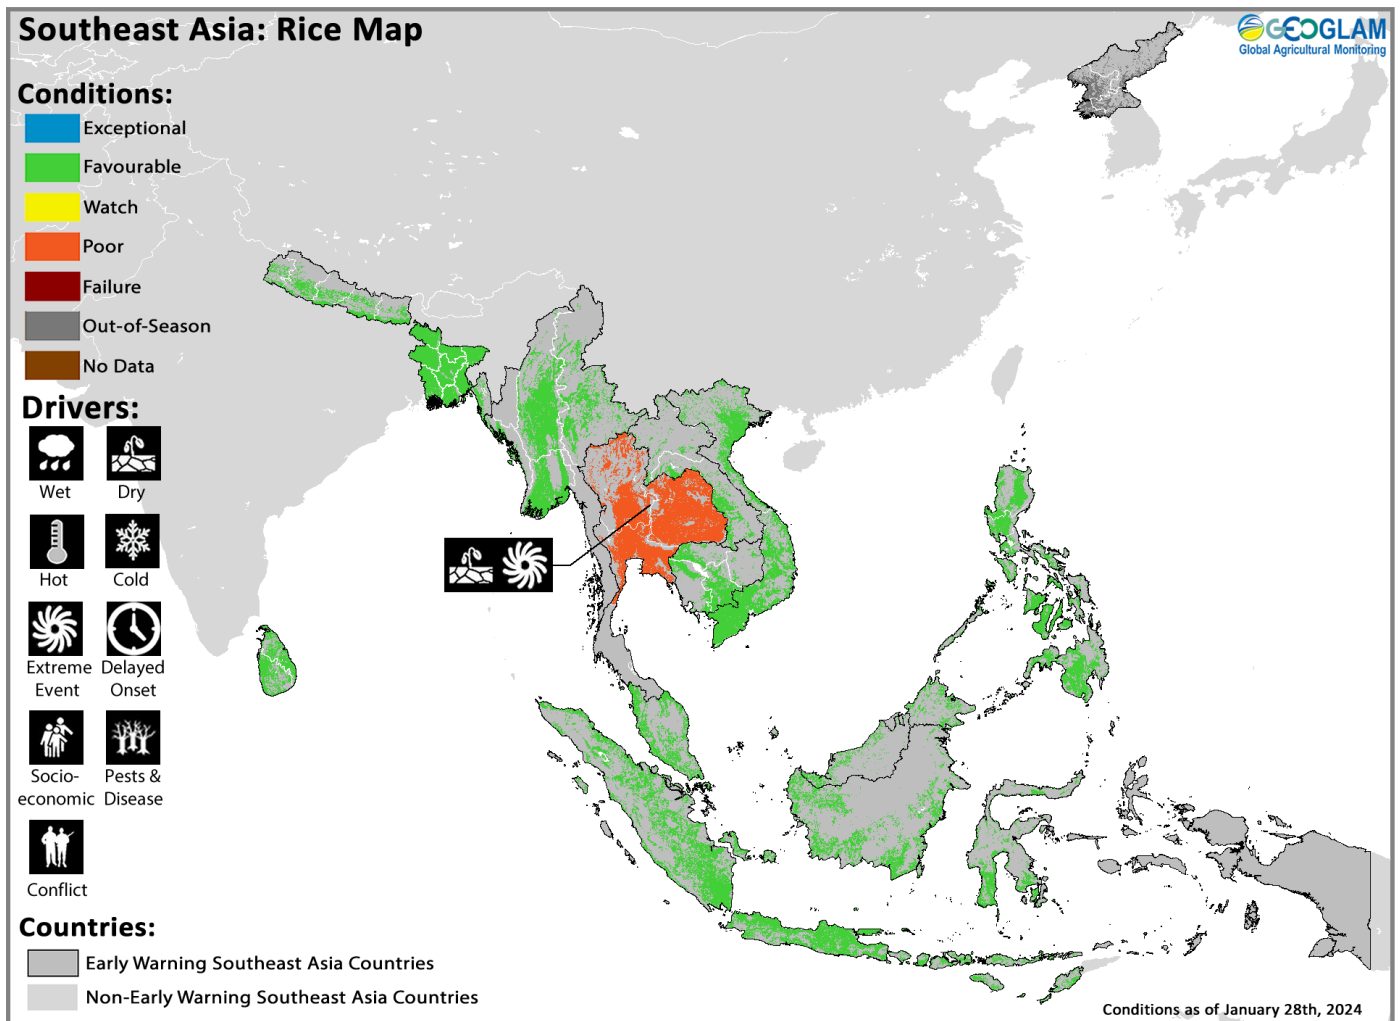 Southeast Asia: Rice Map
GEOGLAM
Global Agricultural Monitoring
Conditions:
Exceptional
Favourable
Watch
Poor
Failure
Out-of-Season
No Data
Drivers:
Wet
Dry
Hot
Cold
Extreme
Event
Delayed
Onset
Socio-
economic
Pests &
Disease
Conflict
Countries:
Early Warning Southeast Asia Countries
Non-Early Warning Southeast Asia Countries
Conditions as of January 28th, 2024